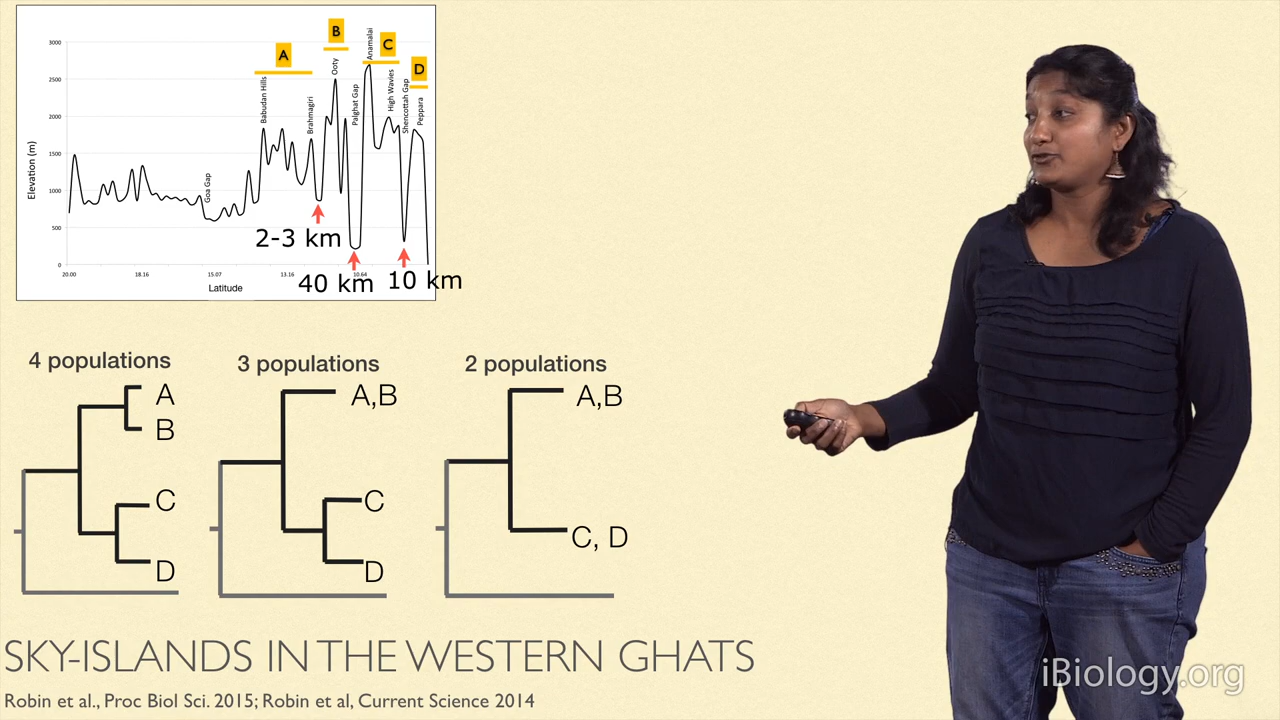 A
B
C
D
3000
2500
2000
1500
1000
500
0
Elevation (m)
Goa Gap
Babudan Hills
Brahmagiri
Ooty
Palghat Gap
Anamalai
High Wavies
Shencottah Gap
Peppara
2-3 km
40 km
10 km
20.00 18.16 15.07 13.16 10.64
Latitude
4 populations
A
B
C
D
3 populations
A,B
C
D
2 populations
A,B
C, D
SKY-ISLANDS IN THE WESTERN GHATS
Robin et al., Proc Biol Sci. 2015; Robin et al, Current Science 2014
iBiology.org